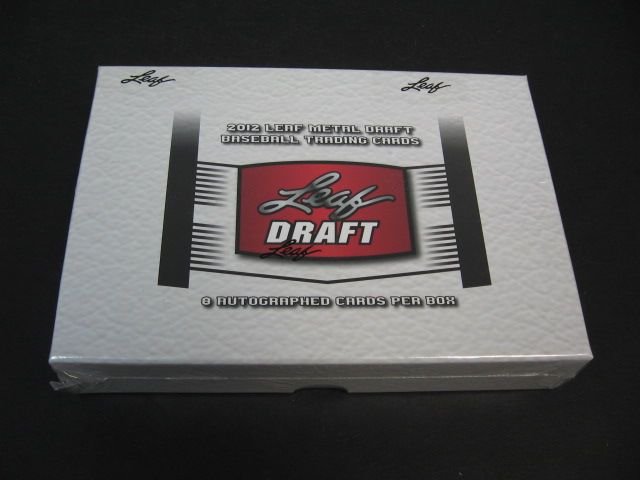 Leaf Leaf
2012 LEAF METAL DRAFT
BASEBALL TRADING CARDS
Leaf
DRAFT
Leaf
8 AUTOGRAPHED CARDS PER BOX